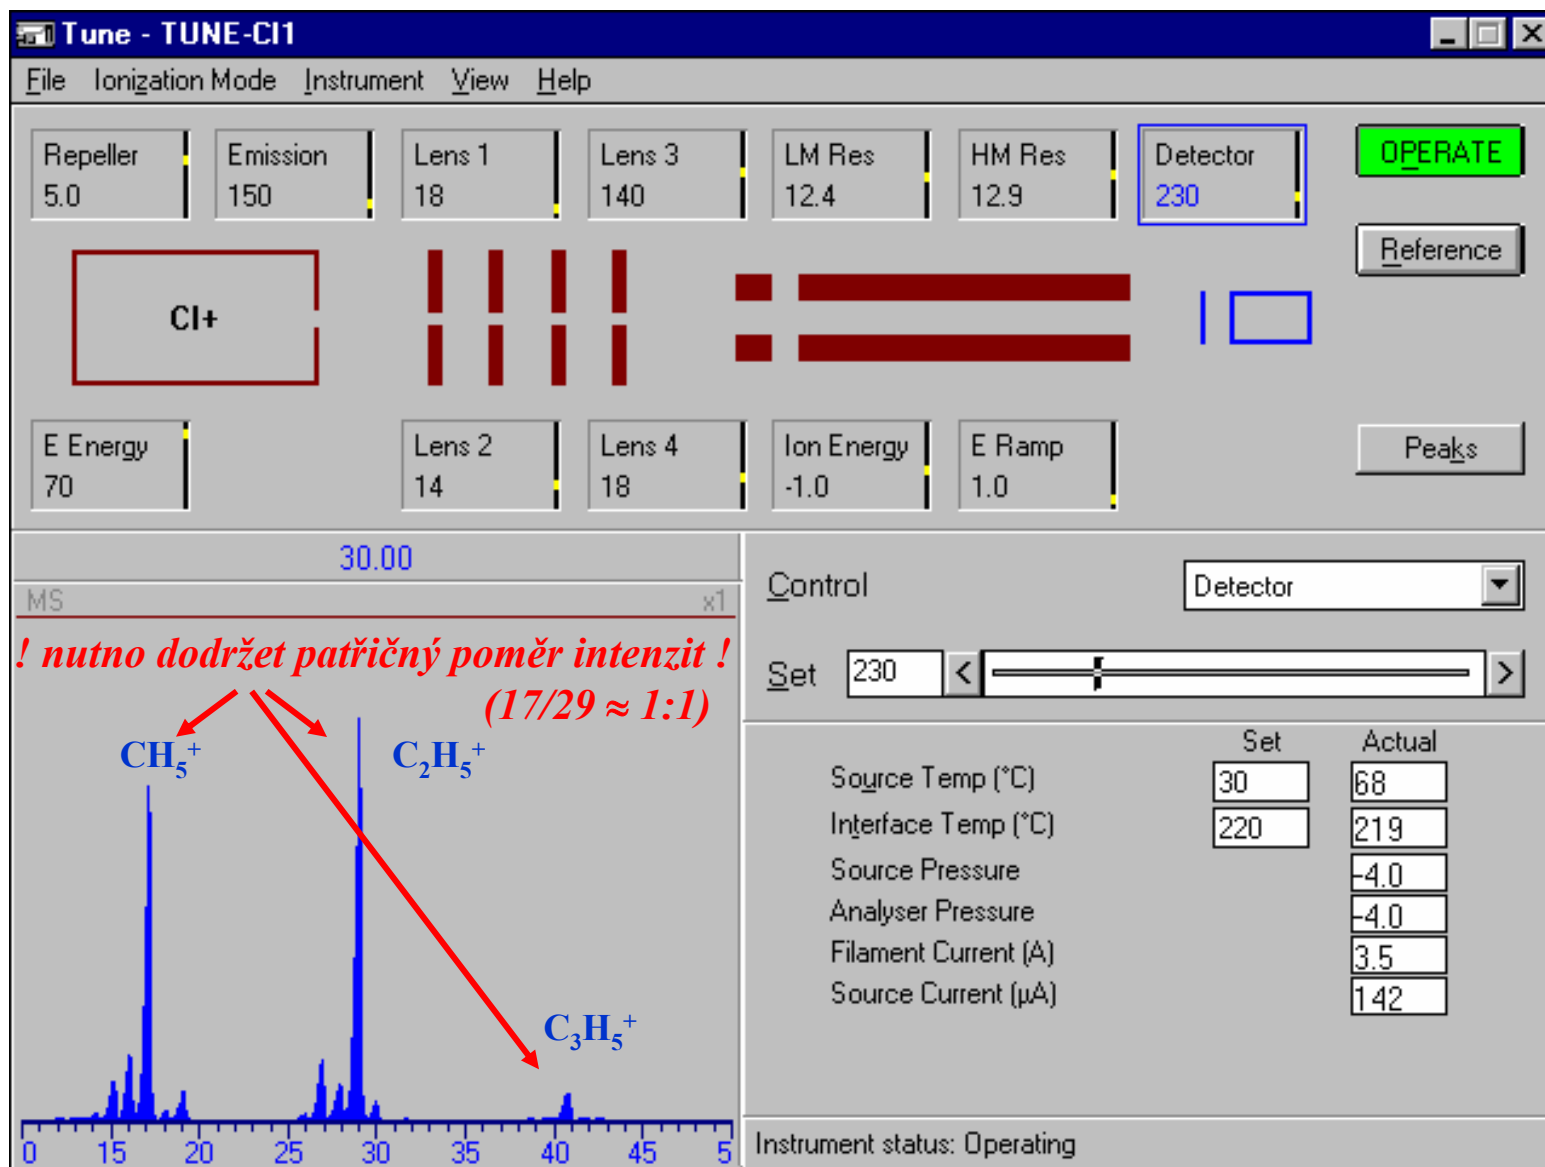 Tune - TUNE-CI1
File Ionization Mode Instrument View Help
Repeller Emission Lens 1 Lens 3 LM Res HM Res Detector OPERATE
5.0 150 18 140 12.4 12.9 230
Reference
CI+
E Energy Lens 2 Lens 4 Ion Energy E Ramp Peaks
70 14 18 -1.0 1.0
30.00
MS x1
! nutno dodržet patřičný poměr intenzit !
(17/29 ≈ 1:1)
CH₅⁺ C₂H₅⁺
C₃H₅⁺
0 15 20 25 30 35 40 45 5
Control Detector
Set 230 < >
Set Actual
Source Temp (°C) 30 68
Interface Temp (°C) 220 219
Source Pressure -4.0
Analyser Pressure -4.0
Filament Current (A) 3.5
Source Current (µA) 142
Instrument status: Operating